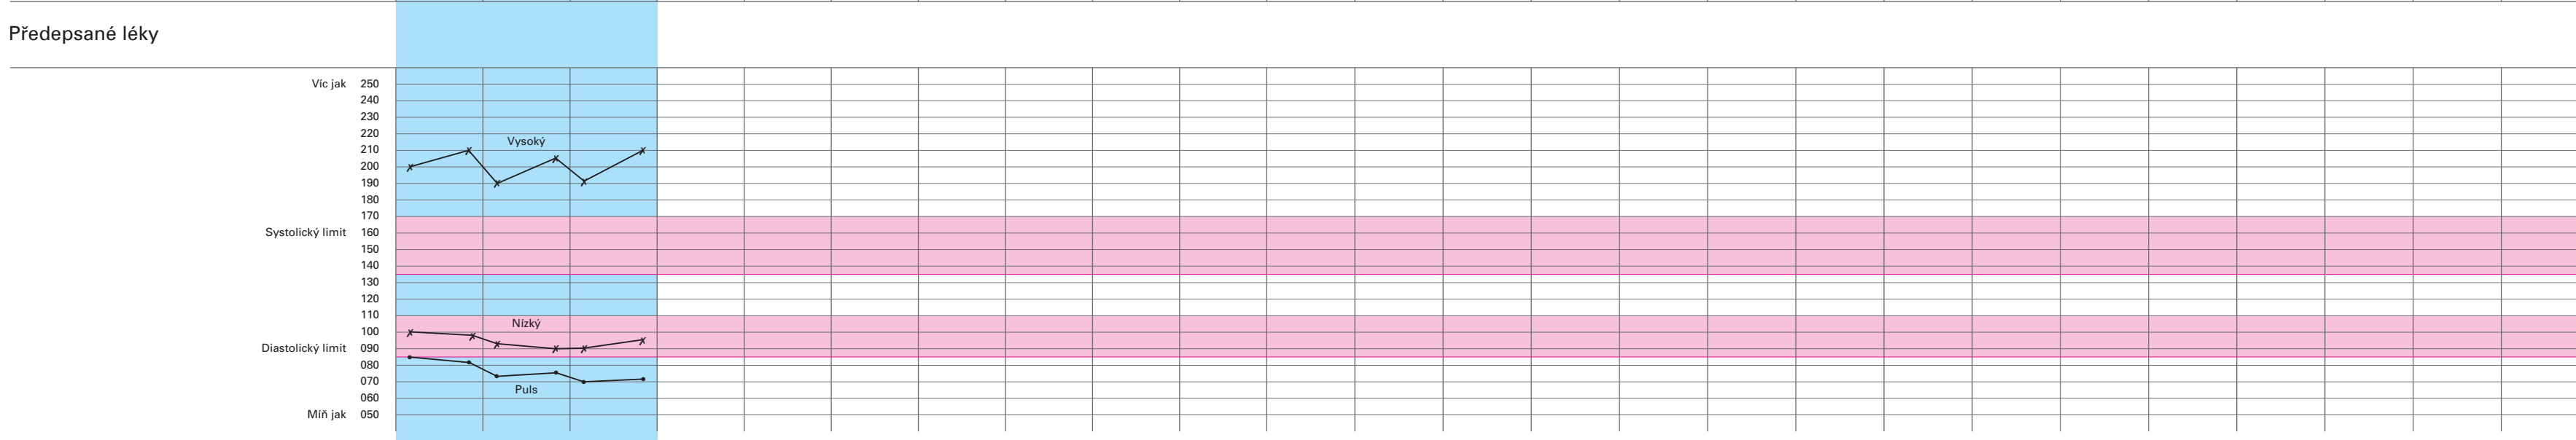 Předepsané léky
Víc jak 250
240
230
220
Vysoký
210
200
190
180
170
Systolický limit 160
150
140
130
120
110
Nízký
100
Diastolický limit 090
080
070
Puls
060
Míň jak 050